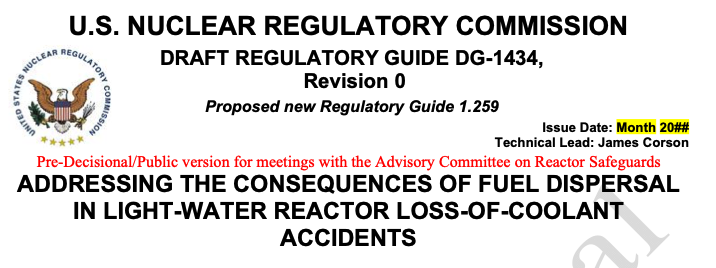 U.S. NUCLEAR REGULATORY COMMISSION
DRAFT REGULATORY GUIDE DG-1434,
Revision 0
Proposed new Regulatory Guide 1.259
UNITED STATES NUCLEAR REGULATORY COMMISSION
Issue Date: Month 20##
Technical Lead: James Corson
Pre-Decisional/Public version for meetings with the Advisory Committee on Reactor Safeguards
ADDRESSING THE CONSEQUENCES OF FUEL DISPERSAL
IN LIGHT-WATER REACTOR LOSS-OF-COOLANT
ACCIDENTS